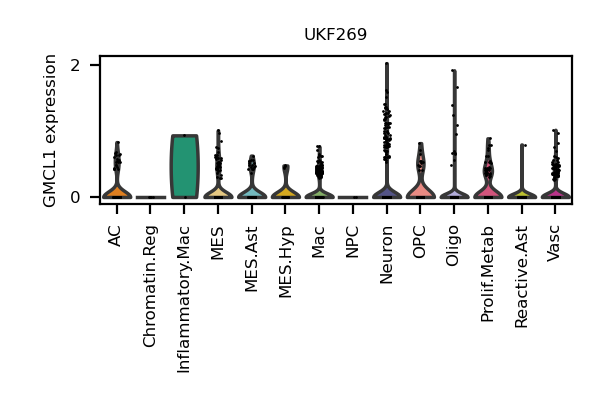 UKF269
GMCL1 expression
2
0
AC
Chromatin.Reg
Inflammatory.Mac
MES
MES.Ast
MES.Hyp
Mac
NPC
Neuron
OPC
Oligo
Prolif.Metab
Reactive.Ast
Vasc